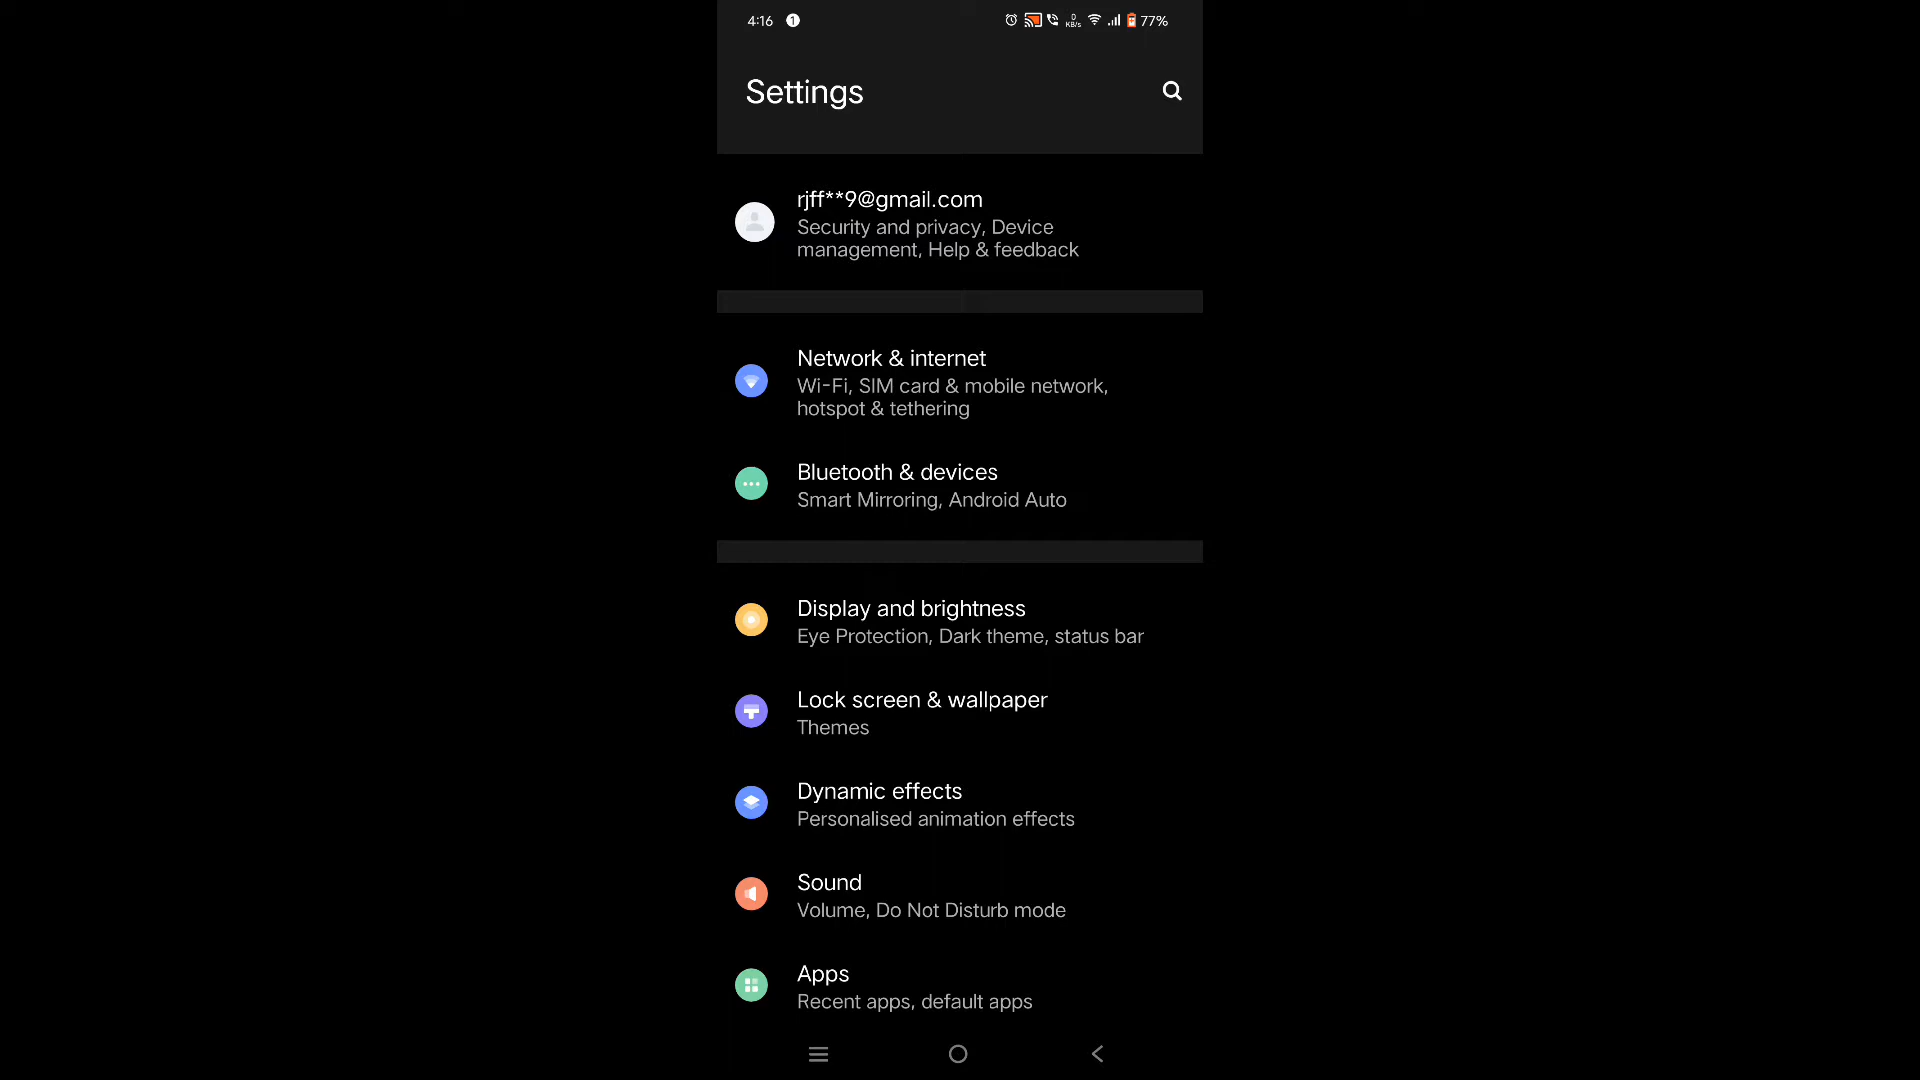 4:16 1 0 KB/s 77%
Settings
rjff**9@gmail.com
Security and privacy, Device
management, Help & feedback
Network & internet
Wi-Fi, SIM card & mobile network,
hotspot & tethering
Bluetooth & devices
Smart Mirroring, Android Auto
Display and brightness
Eye Protection, Dark theme, status bar
Lock screen & wallpaper
Themes
Dynamic effects
Personalised animation effects
Sound
Volume, Do Not Disturb mode
Apps
Recent apps, default apps